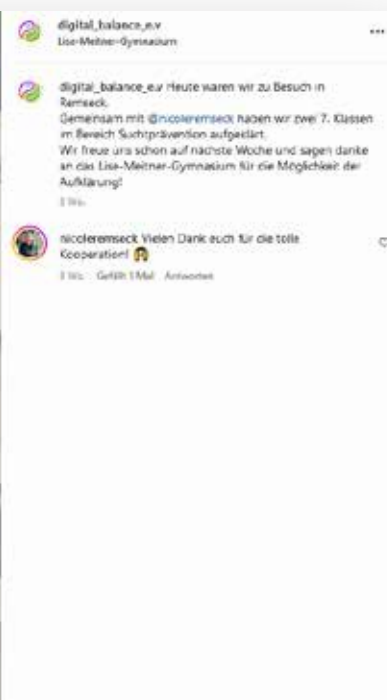 digital_balance_e.v
Lise-Meitner-Gymnasium
digital_balance_e.v Heute waren wir zu Besuch in
Remseck.
Gemeinsam mit @nicoleremseck haben wir zwei 7. Klassen
im Bereich Suchtprävention aufgeklärt.
Wir freue uns schon auf nächste Woche und sagen danke
an das Lise-Meitner-Gymnasium für die Möglichkeit der
Aufklärung!
nicoleremseck Vielen Dank euch für die tolle
Kooperation!
Gefällt 1 Mal Antworten